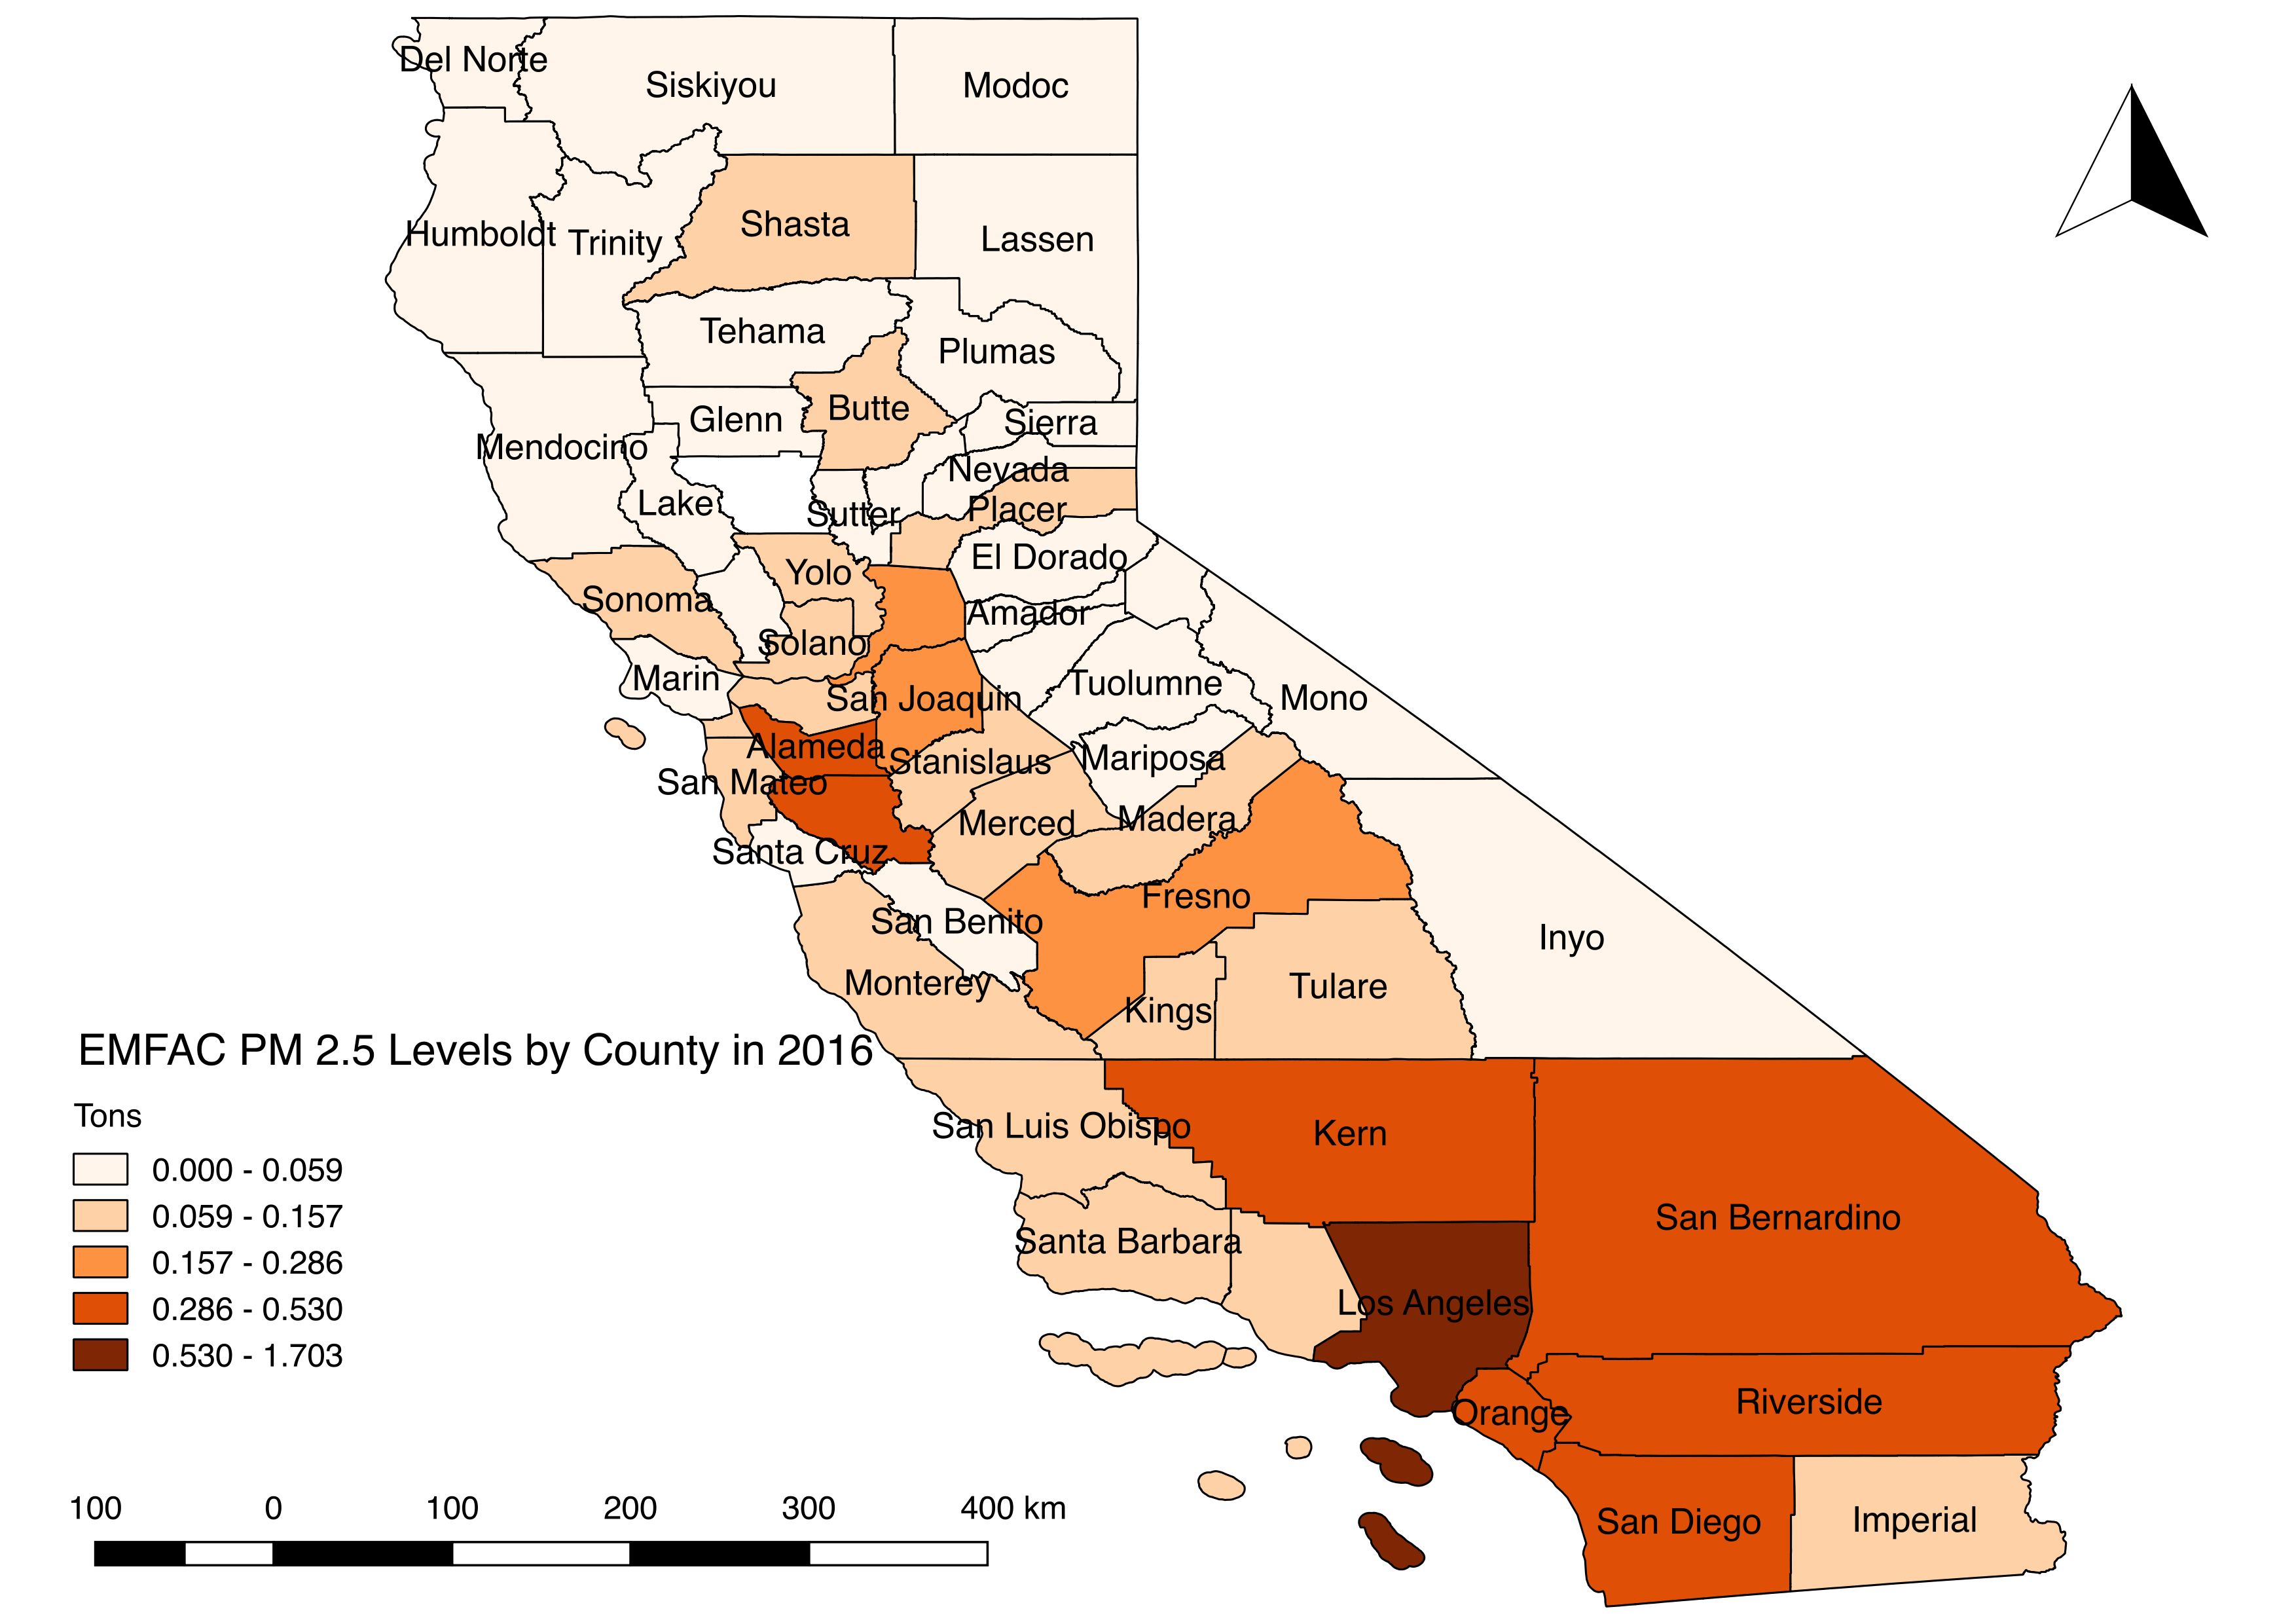 Del Norte
Siskiyou
Modoc
Humboldt
Trinity
Shasta
Lassen
Tehama
Plumas
Glenn
Butte
Sierra
Mendocino
Nevada
Lake
Sutter
Placer
El Dorado
Yolo
Sonoma
Amador
Solano
Marin
San Joaquin
Tuolumne
Mono
Alameda
Stanislaus
Mariposa
San Mateo
Merced
Madera
Santa Cruz
Fresno
San Benito
Inyo
Monterey
Kings
Tulare
EMFAC PM 2.5 Levels by County in 2016
Tons
0.000 - 0.059
0.059 - 0.157
0.157 - 0.286
0.286 - 0.530
0.530 - 1.703
San Luis Obispo
Kern
San Bernardino
Santa Barbara
Los Angeles
Orange
Riverside
San Diego
Imperial
100 0 100 200 300 400 km